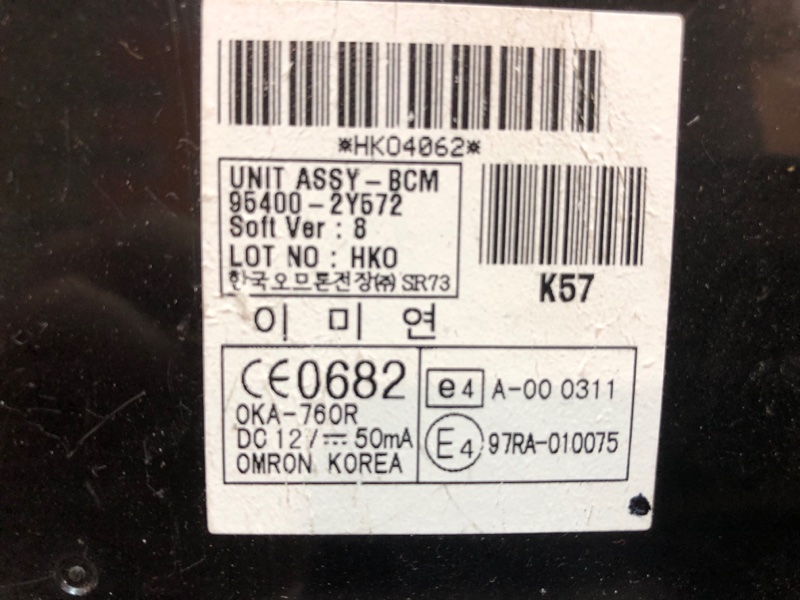 *HK04062*
UNIT ASSY-BCM
95400-2Y572
Soft Ver : 8
LOT NO : HKO
한국오므론전장㈜ SR73
K57
이 미 연
CE0682
OKA-760R
DC 12/⎓ 50mA
OMRON KOREA
e4 A-00 0311
E4 97RA-010075